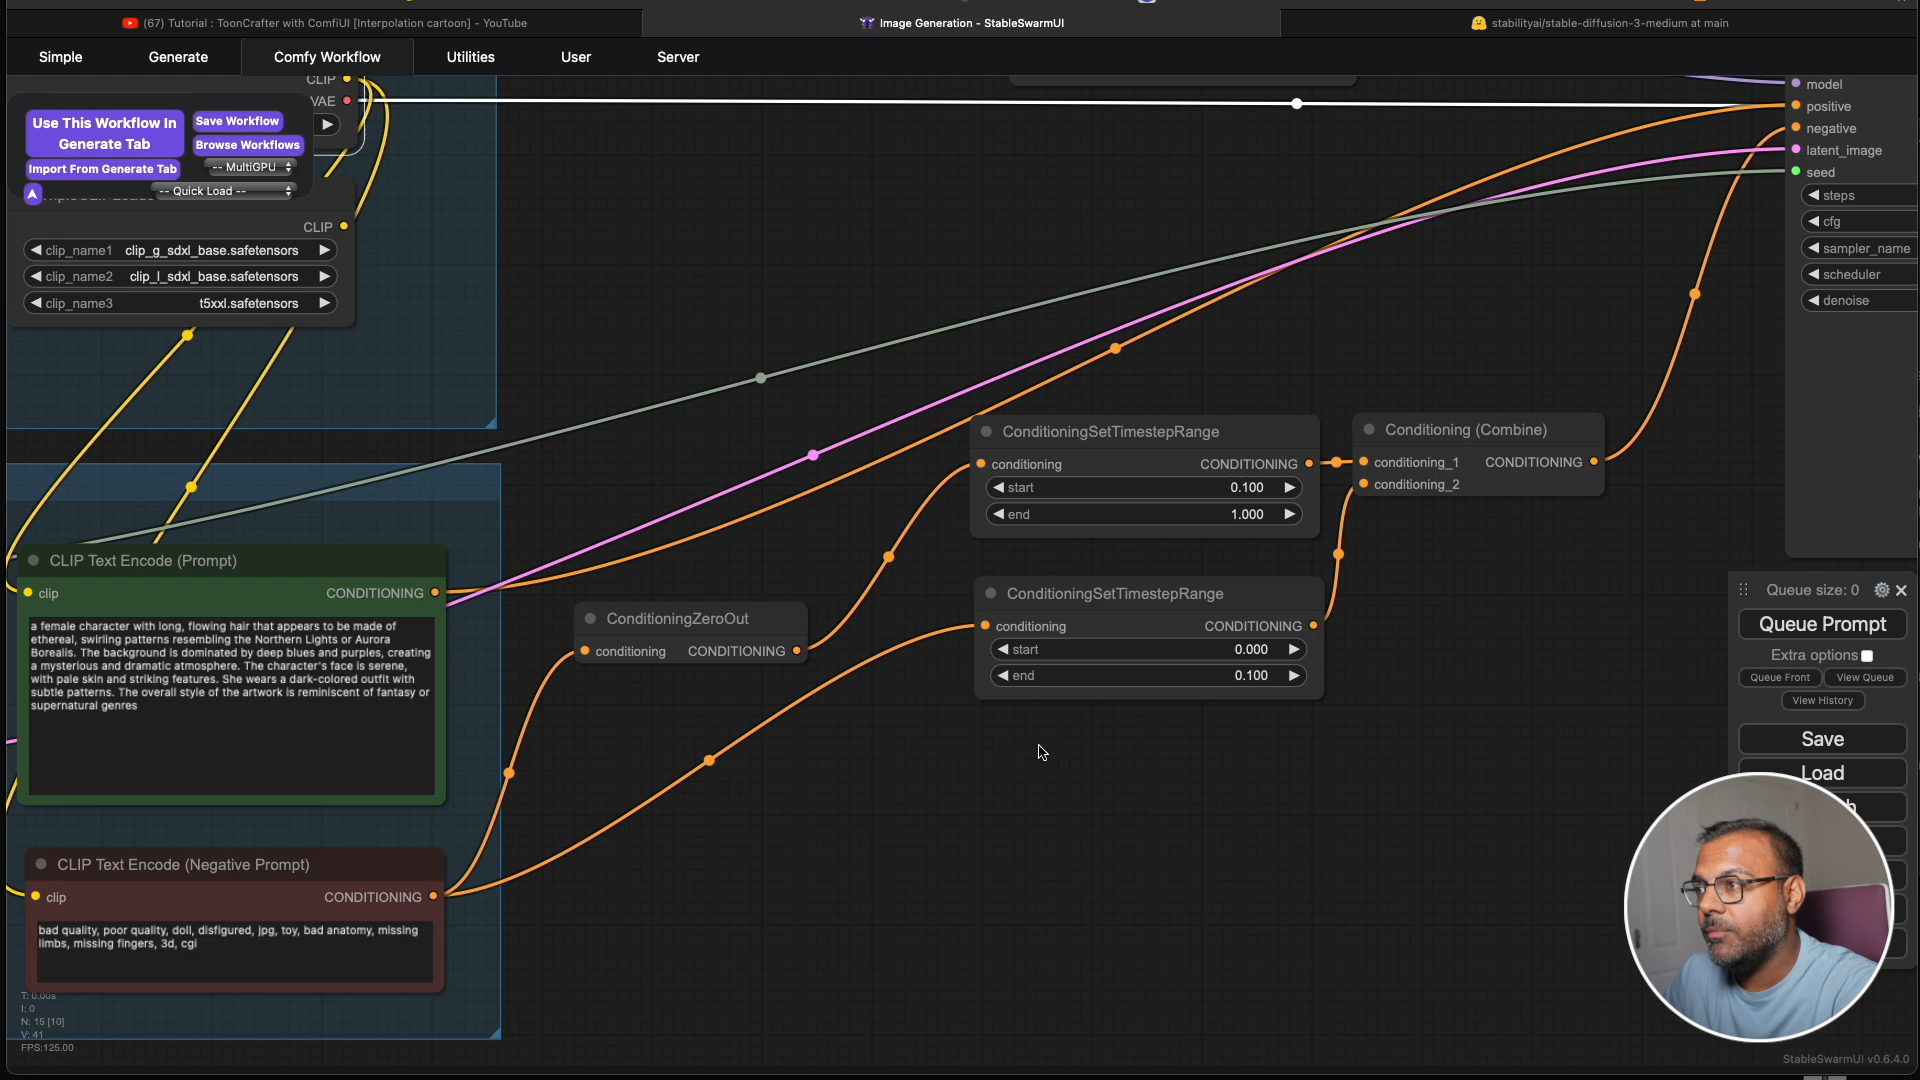 (67) Tutorial : ToonCrafter with ComfiUI [Interpolation cartoon] - YouTube
Image Generation - StableSwarmUI
stabilityai/stable-diffusion-3-medium at main
Simple
Generate
Comfy Workflow
Utilities
User
Server
CLIP
VAE
Use This Workflow In
Generate Tab
Save Workflow
Browse Workflows
Import From Generate Tab
-- MultiGPU
-- Quick Load --
CLIP
clip_name1 clip_g_sdxl_base.safetensors
clip_name2 clip_l_sdxl_base.safetensors
clip_name3 t5xxl.safetensors
model
positive
negative
latent_image
seed
steps
cfg
sampler_name
scheduler
denoise
ConditioningSetTimestepRange
conditioning CONDITIONING
start 0.100
end 1.000
Conditioning (Combine)
conditioning_1 CONDITIONING
conditioning_2
CLIP Text Encode (Prompt)
clip CONDITIONING
a female character with long, flowing hair that appears to be made of
ethereal, swirling patterns resembling the Northern Lights or Aurora
Borealis. The background is dominated by deep blues and purples, creating
a mysterious and dramatic atmosphere. The character's face is serene,
with pale skin and striking features. She wears a dark-colored outfit with
subtle patterns. The overall style of the artwork is reminiscent of fantasy or
supernatural genres
ConditioningZeroOut
conditioning CONDITIONING
ConditioningSetTimestepRange
conditioning CONDITIONING
start 0.000
end 0.100
Queue size: 0
Queue Prompt
Extra options
Queue Front
View Queue
View History
Save
Load
CLIP Text Encode (Negative Prompt)
clip CONDITIONING
bad quality, poor quality, doll, disfigured, jpg, toy, bad anatomy, missing
limbs, missing fingers, 3d, cgi
T: 0.00s
I: 0
N: 15 [10]
V: 41
FPS:125.00
StableSwarmUI v0.6.4.0